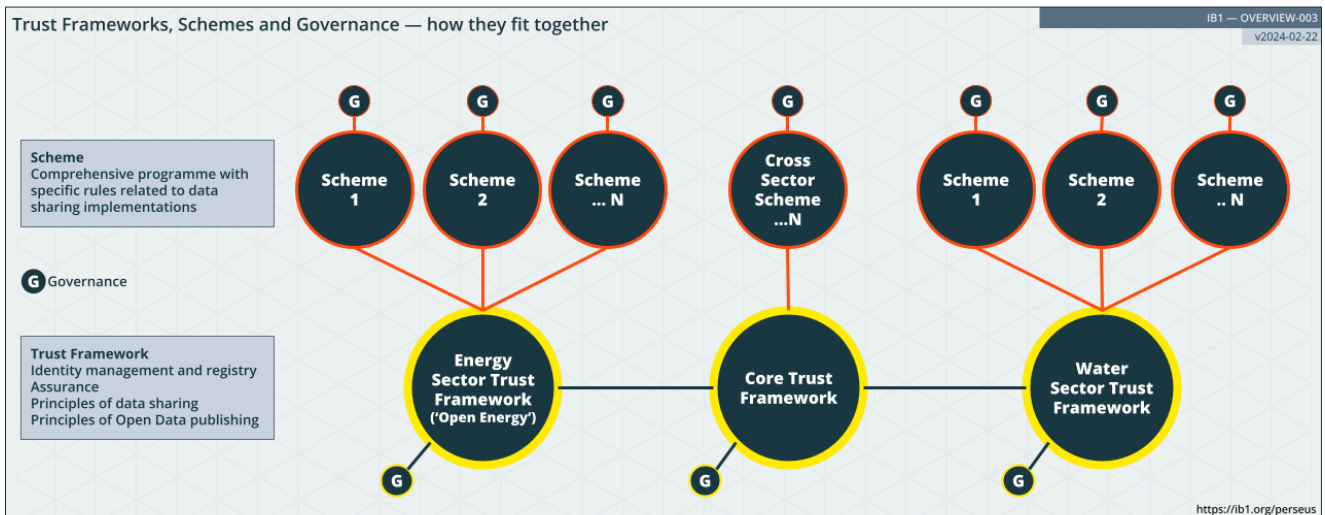 Trust Frameworks, Schemes and Governance — how they fit together
IB1 — OVERVIEW-003
v2024-02-22
G
G
G
G
G
G
G
Scheme
Comprehensive programme with
specific rules related to data
sharing implementations
Scheme
1
Scheme
2
Scheme
... N
Cross
Sector
Scheme
...N
Scheme
1
Scheme
2
Scheme
.. N
G Governance
Trust Framework
Identity management and registry
Assurance
Principles of data sharing
Principles of Open Data publishing
Energy
Sector Trust
Framework
(‘Open Energy’)
Core Trust
Framework
Water
Sector Trust
Framework
G
G
G
https://ib1.org/perseus